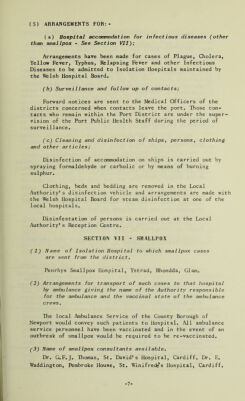 (5) ARRANGEMENTS FOR:-
(a) Hospital accommodation for infectious diseases (other
than smallpox - See Section VII);
Arrangements have been made for cases of Plague, Cholera,
Yellow Fever, Typhus, Relapsing Fever and other Infectious
Diseases to be admitted to Isolation Hospitals maintained by
the Welsh Hospital Board.
(b) Surveillance and follow up of contacts;
Forward notices are sent to the Medical Officers of the
districts concerned when contacts leave the port. Those con-
tacts who remain within the Port District are under the super-
vision of the Port Public Health Staff during the period of
surveillance.
(c) Cleansing and disinfection of ships, persons, clothing
and other articles;
Disinfection of accommodation on ships is carried out by
spraying formaldehyde or carbolic or by means of burning
sulphur.
Clothing, beds and bedding are removed in the Local
Authority's disinfection vehicle and arrangements are made with
the Welsh Hospital Board for steam disinfection at one of the
local hospitals.
Disinfestation of persons is carried out at the Local
Authority's Reception Centre.
SECTION VII - SMALLPOX
(1) Name of Isolation Hospital to which smallpox cases
are sent from the district.
Penrhys Smallpox Hospital, Ystrad, Rhondda, Glam.
(2) Arrangements for transport of such cases to that hospital
by ambulance giving the name of the Authority responsible
for the ambulance and the vaccinal state of the ambulance
crews.
The local Ambulance Service of the County Borough of
Newport would convey such patients to Hospital. All ambulance
service personnel have been vaccinated and in the event of an
outbreak of smallpox would be required to be re-vaccinated.
(3) Name of smallpox consultants available.
Dr. G.F.J. Thomas, St. David's Hospital, Cardiff, Dr. E.
Waddington, Pembroke House, St. Winifred's Hospital, Cardiff.
-7-